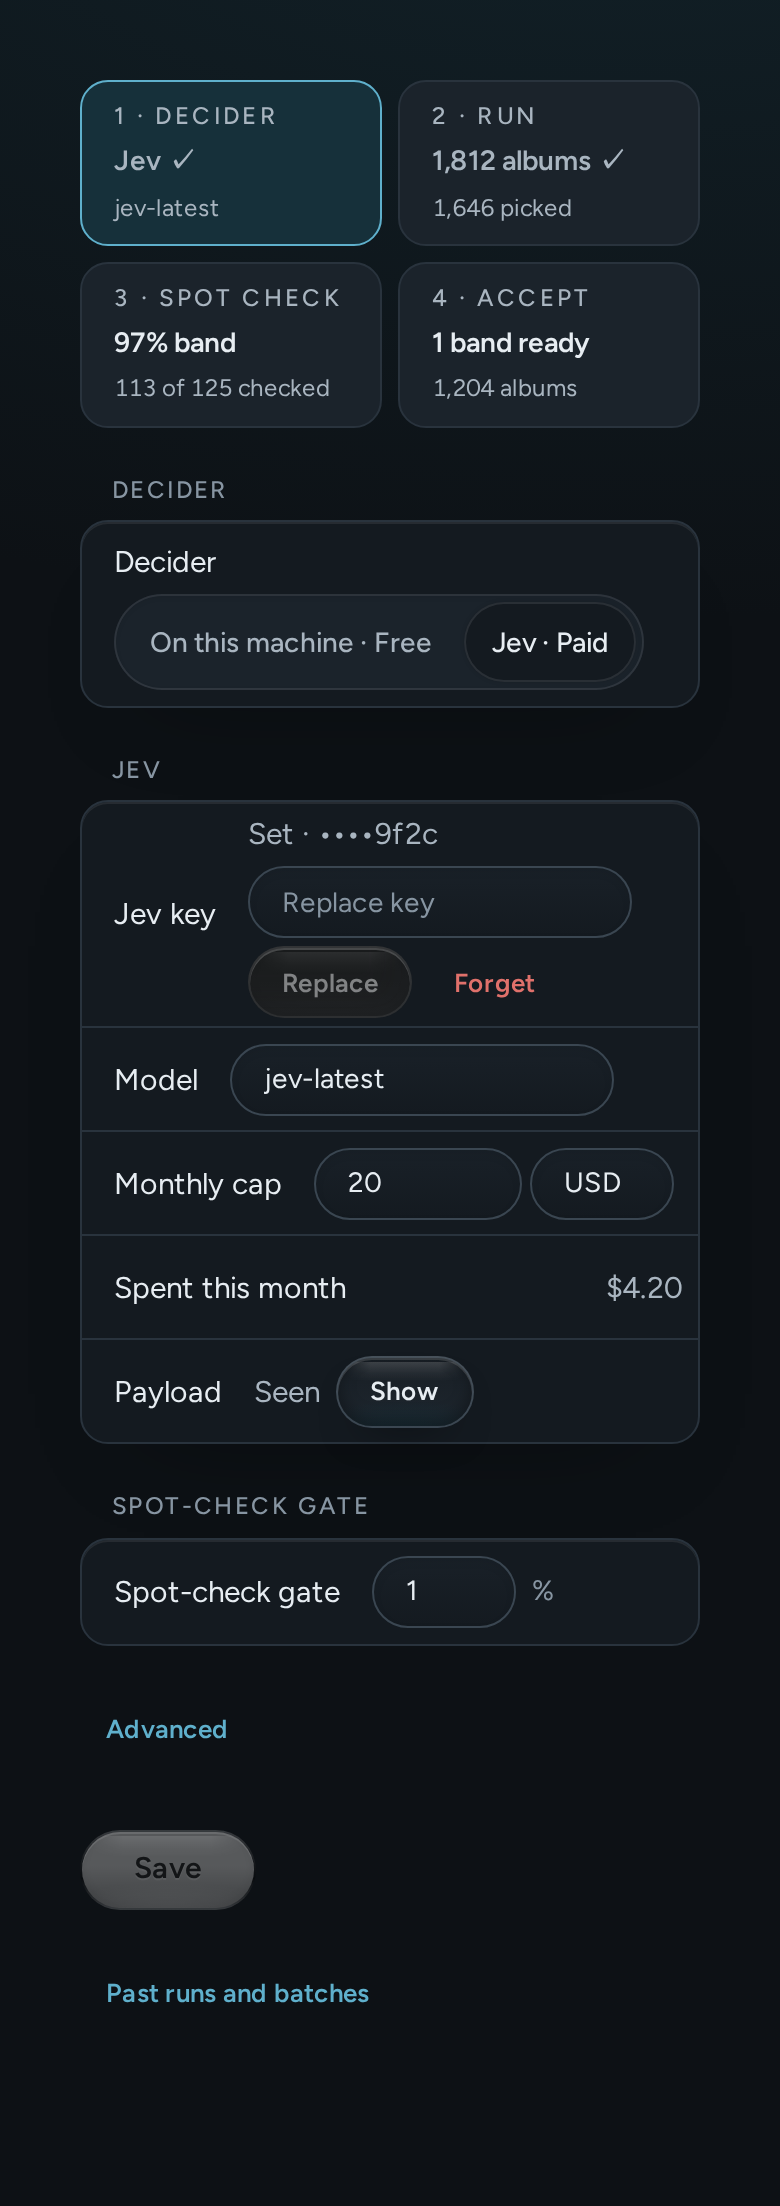 1 · DECIDER
Jev ✓
jev-latest
2 · RUN
1,812 albums ✓
1,646 picked
3 · SPOT CHECK
97% band
113 of 125 checked
4 · ACCEPT
1 band ready
1,204 albums
DECIDER
Decider
On this machine · Free
Jev · Paid
JEV
Set · ••••9f2c
Jev key
Replace key
Replace
Forget
Model
jev-latest
Monthly cap
20
USD
Spent this month
$4.20
Payload
Seen
Show
SPOT-CHECK GATE
Spot-check gate
1
%
Advanced
Save
Past runs and batches